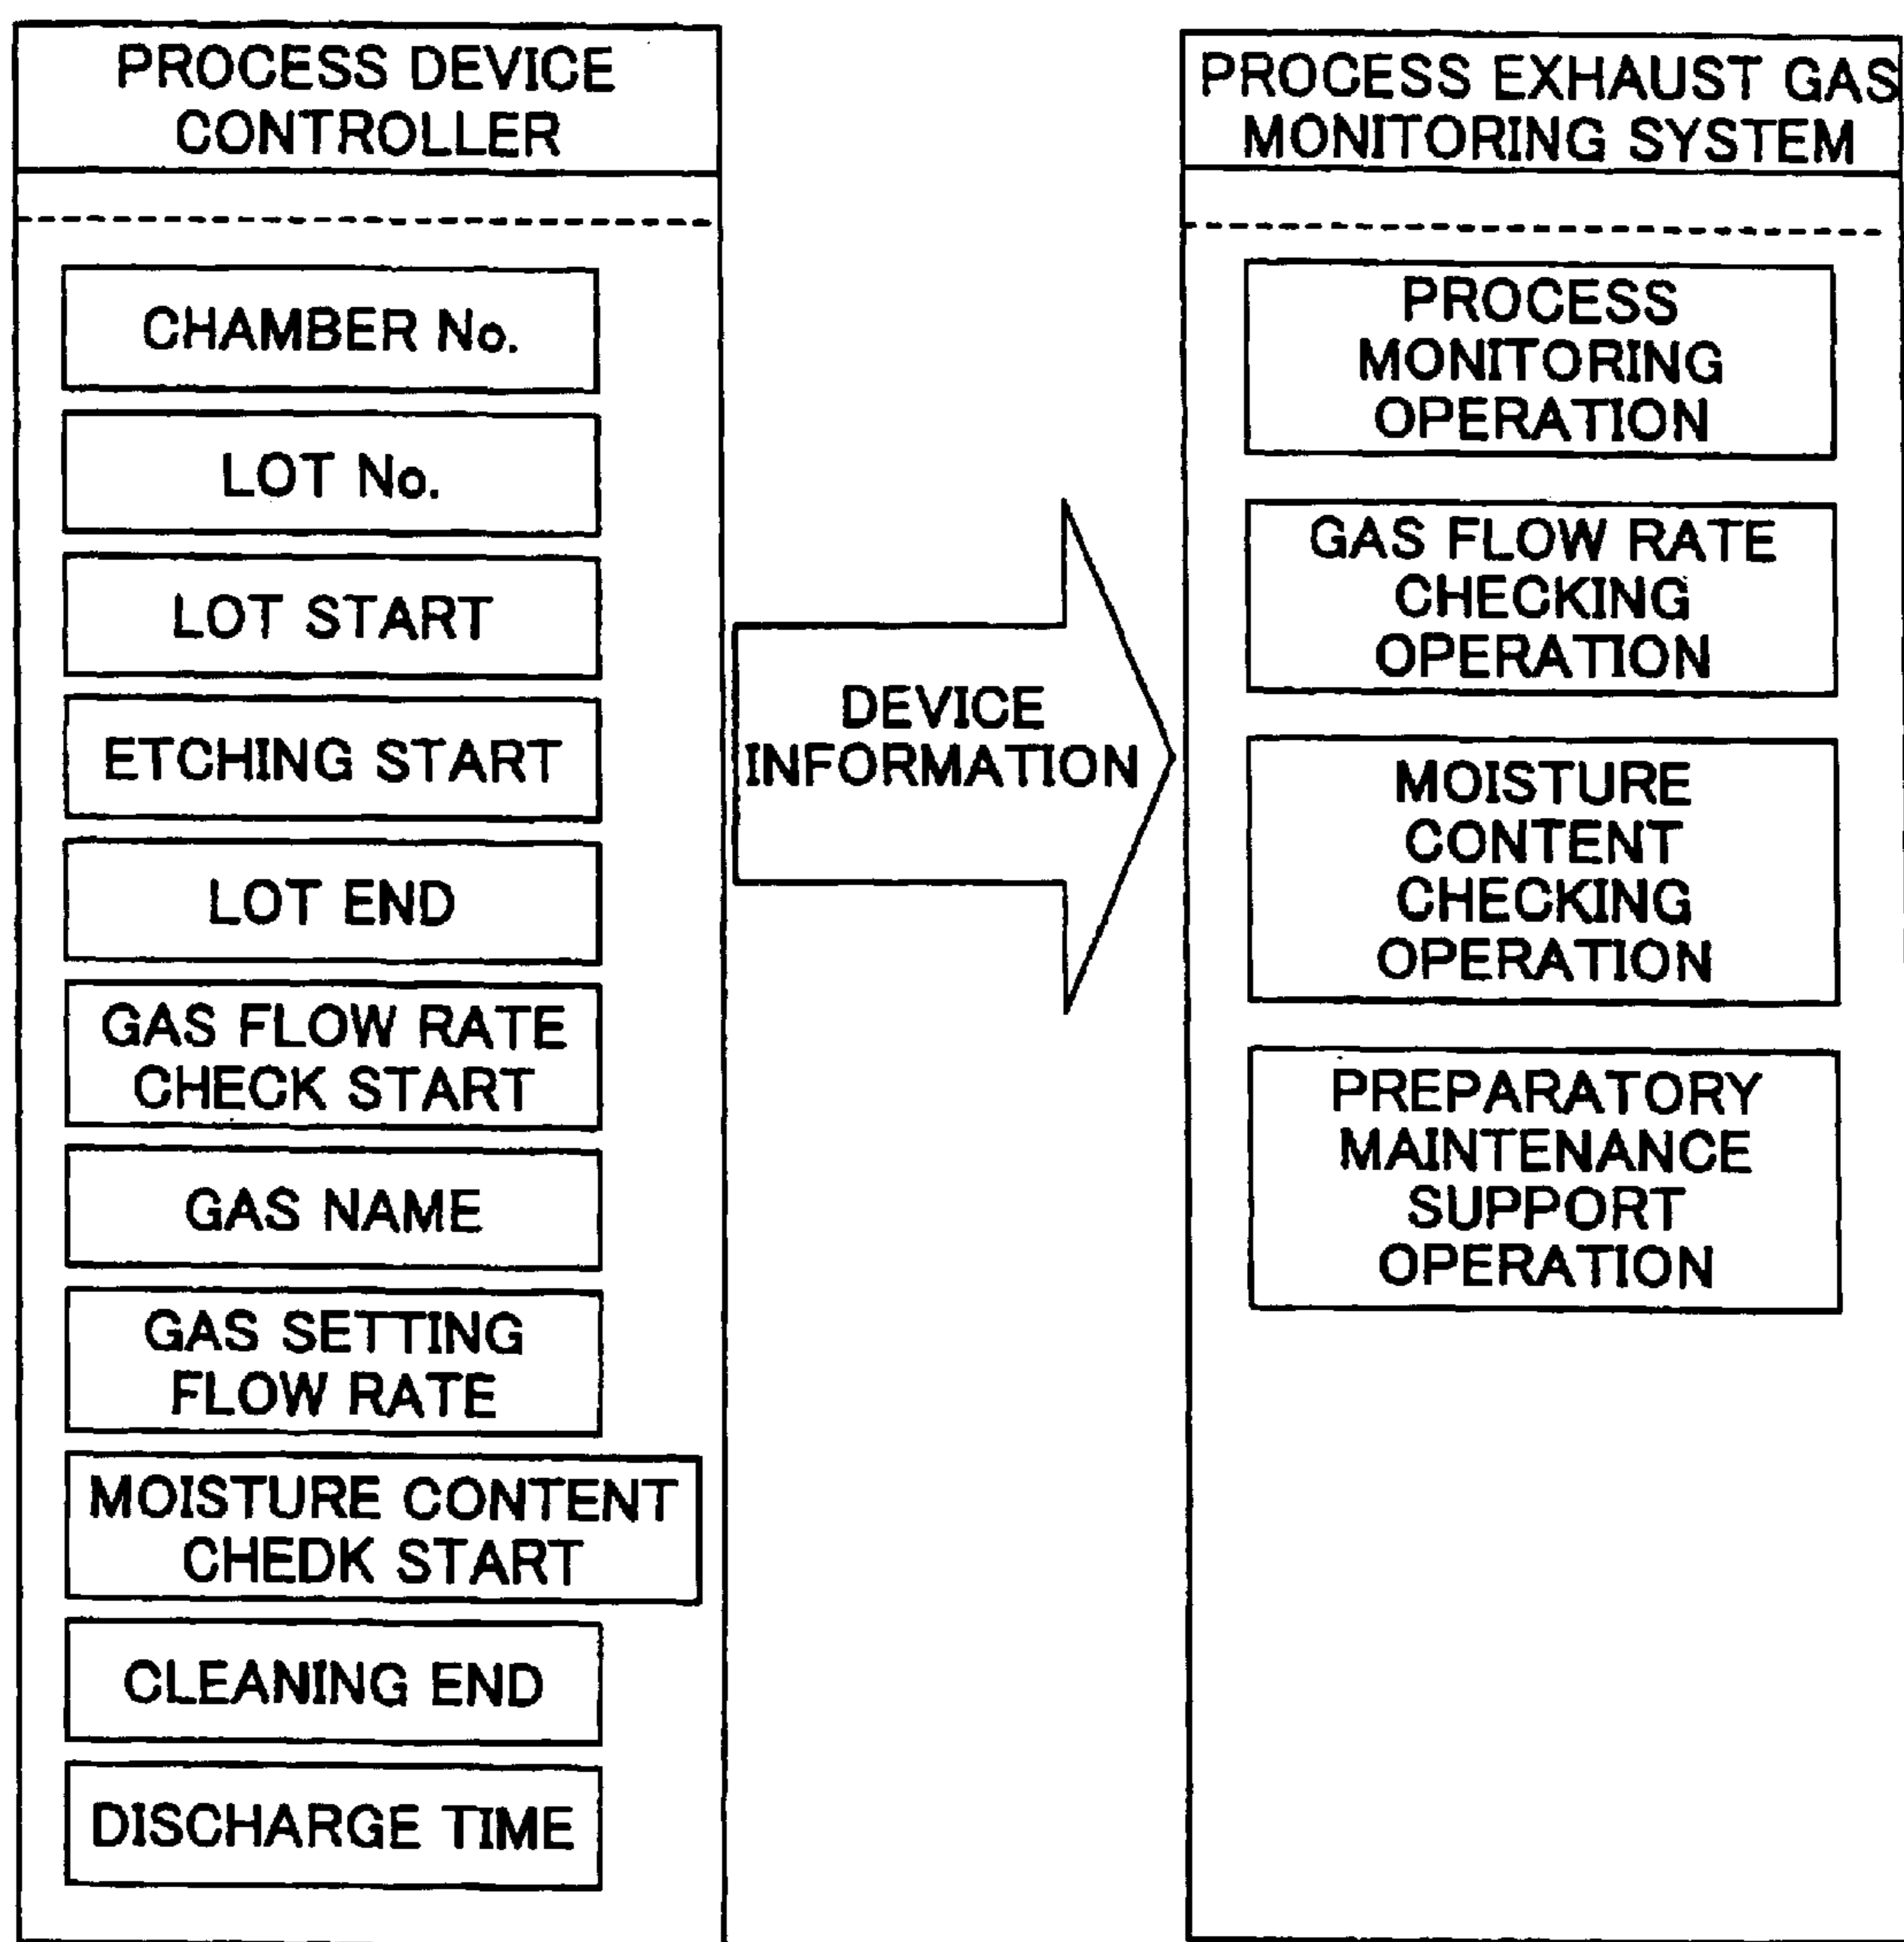 PROCESS DEVICE
CONTROLLER
CHAMBER No.
LOT No.
LOT START
ETCHING START
LOT END
GAS FLOW RATE
CHECK START
GAS NAME
GAS SETTING
FLOW RATE
MOISTURE CONTENT
CHEDK START
CLEANING END
DISCHARGE TIME
DEVICE
INFORMATION
PROCESS EXHAUST GAS
MONITORING SYSTEM
PROCESS
MONITORING
OPERATION
GAS FLOW RATE
CHECKING
OPERATION
MOISTURE
CONTENT
CHECKING
OPERATION
PREPARATORY
MAINTENANCE
SUPPORT
OPERATION